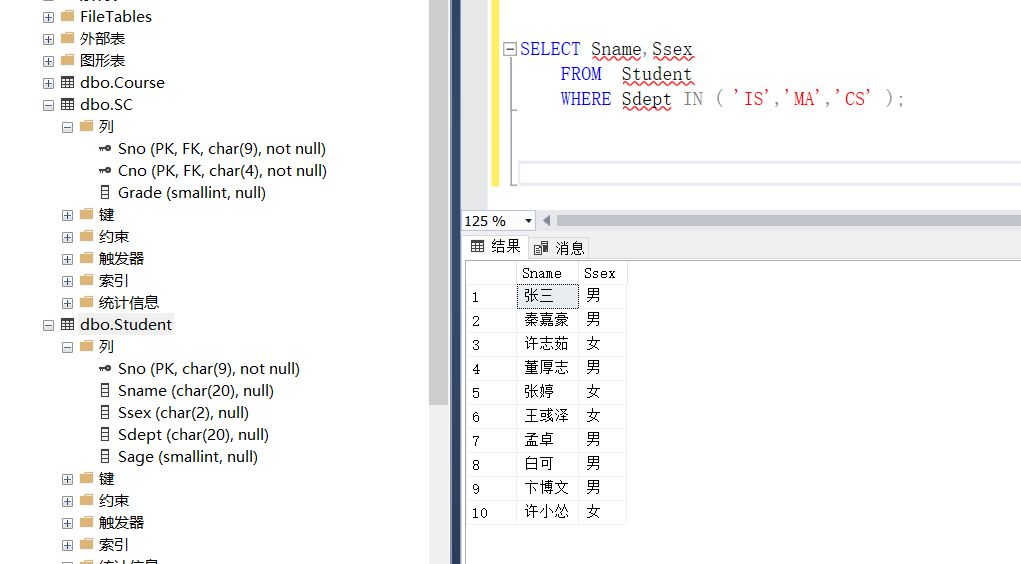 FileTables
外部表
图形表
dbo.Course
dbo.SC
列
Sno (PK, FK, char(9), not null)
Cno (PK, FK, char(4), not null)
Grade (smallint, null)
键
约束
触发器
索引
统计信息
dbo.Student
列
Sno (PK, char(9), not null)
Sname (char(20), null)
Ssex (char(2), null)
Sdept (char(20), null)
Sage (smallint, null)
键
约束
触发器
索引
统计信息
SELECT Sname,Ssex
FROM Student
WHERE Sdept IN ( 'IS','MA','CS' );
125 %
结果 消息
Sname Ssex
1 张三 男
2 秦嘉豪 男
3 许志茹 女
4 董厚志 男
5 张婷 女
6 王彧泽 女
7 孟卓 男
8 白可 男
9 卞博文 男
10 许小怂 女